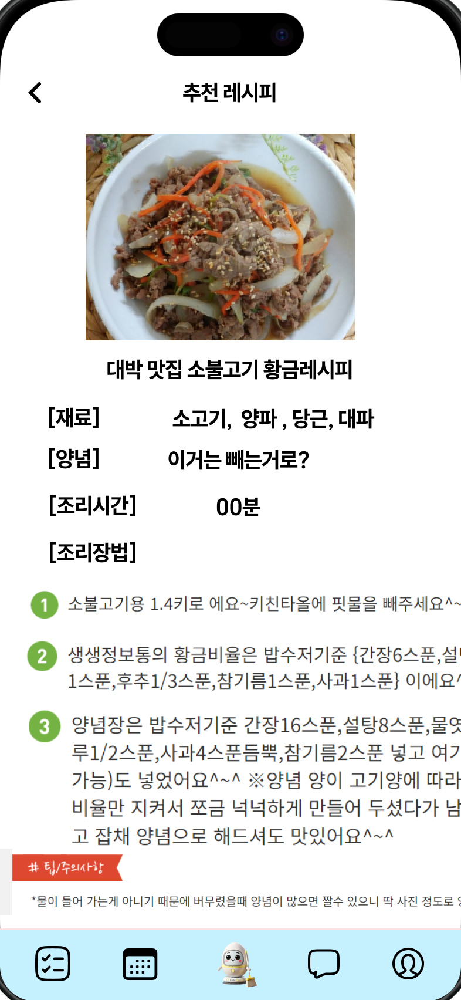 추천 레시피
대박 맛집 소불고기 황금레시피
[재료] 소고기, 양파 , 당근, 대파
[양념] 이거는 빼는거로?
[조리시간] 00분
[조리장법]
1 소불고기용 1.4키로 에요~키친타올에 핏물을 빼주세요^~
2 생생정보통의 황금비율은 밥수저기준 {간장6스푼,설
1스푼,후추1/3스푼,참기름1스푼,사과1스푼} 이에요^
3 양념장은 밥수저기준 간장16스푼,설탕8스푼,물엿
루1/2스푼,사과4스푼듬뿍,참기름2스푼 넣고 여기
가능)도 넣었어요^~^ ※양념 양이 고기양에 따라
비율만 지켜서 쪼금 넉넉하게 만들어 두셨다가 남
고 잡채 양념으로 해드셔도 맛있어요^~^
# 팁/주의사항
*물이 들어 가는게 아니기 때문에 버무렸을때 양념이 많으면 짤수 있으니 딱 사진 정도로